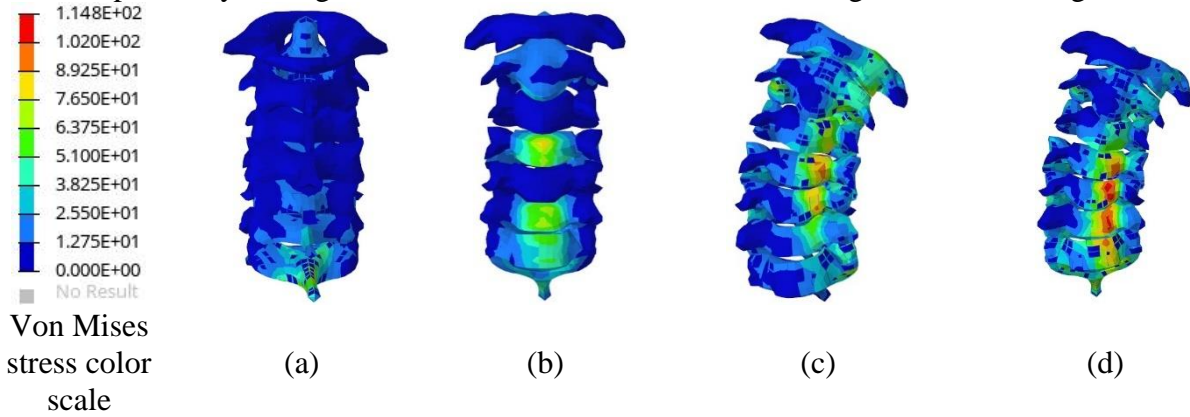 1.148E+02
1.020E+02
8.925E+01
7.650E+01
6.375E+01
5.100E+01
3.825E+01
2.550E+01
1.275E+01
0.000E+00
No Result
Von Mises
stress color
scale
(a) (b) (c) (d)